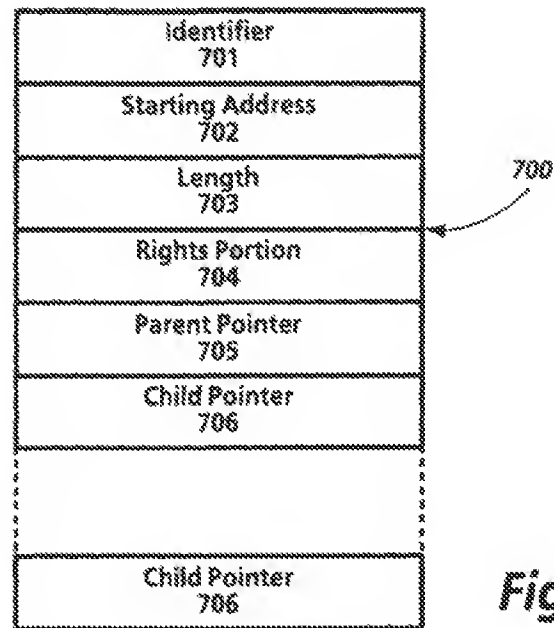 Identifier
701
Starting Address
702
Length
703
700
Rights Portion
704
Parent Pointer
705
Child Pointer
706
Child Pointer
706
Fig